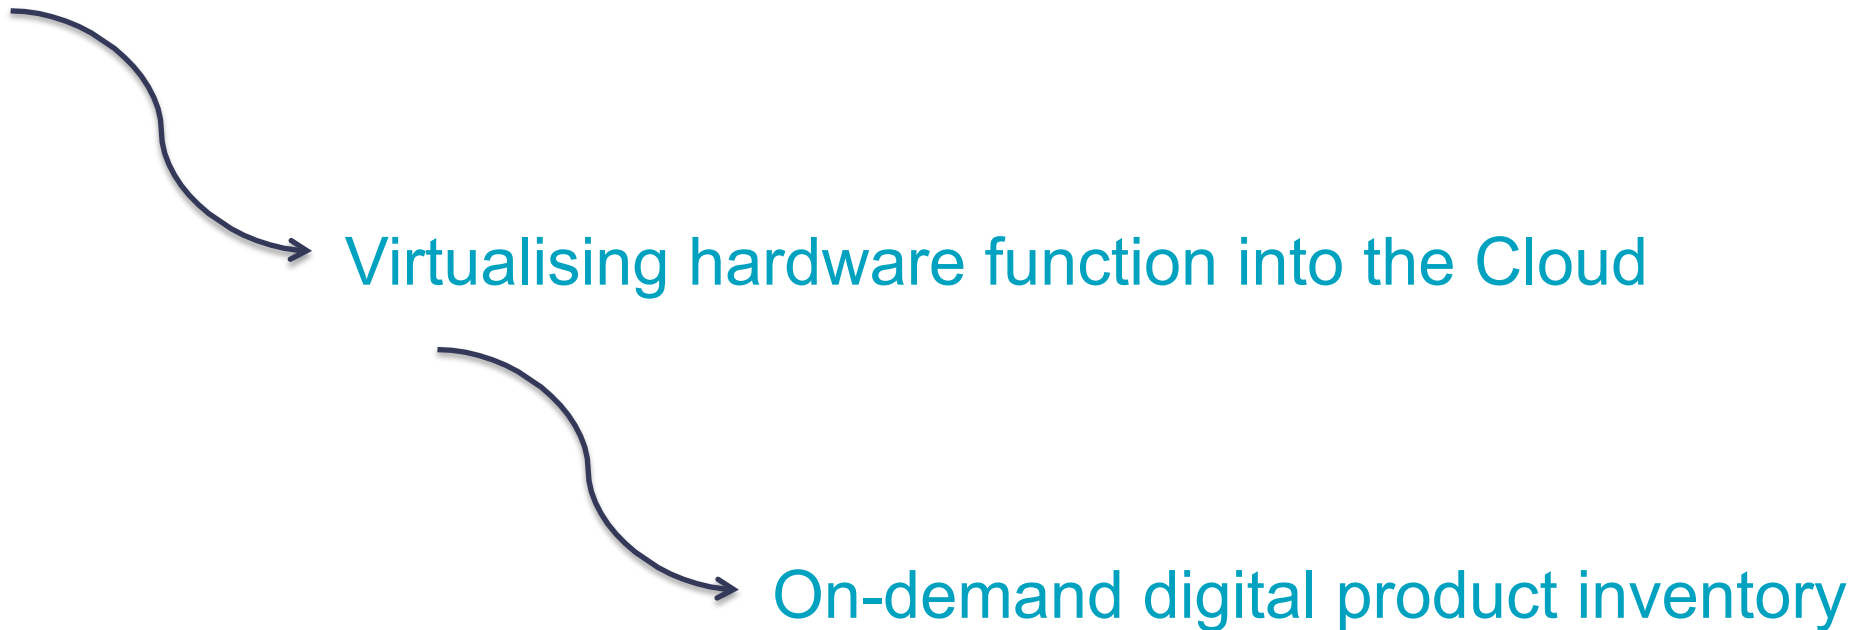 Virtualising hardware function into the Cloud
On-demand digital product inventory